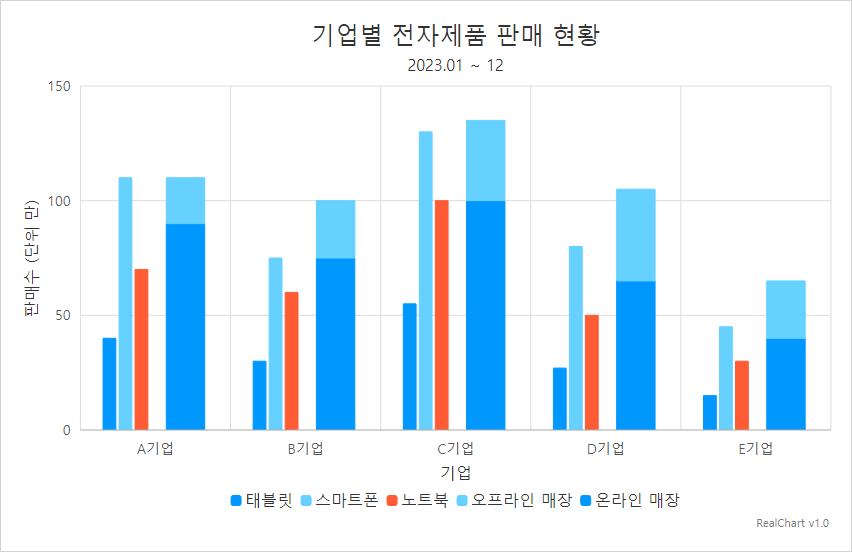 기업별 전자제품 판매 현황
2023.01 ~ 12
판매수 (단위 만)
150
100
50
0
A기업 B기업 C기업 D기업 E기업
기업
태블릿 스마트폰 노트북 오프라인 매장 온라인 매장
RealChart v1.0